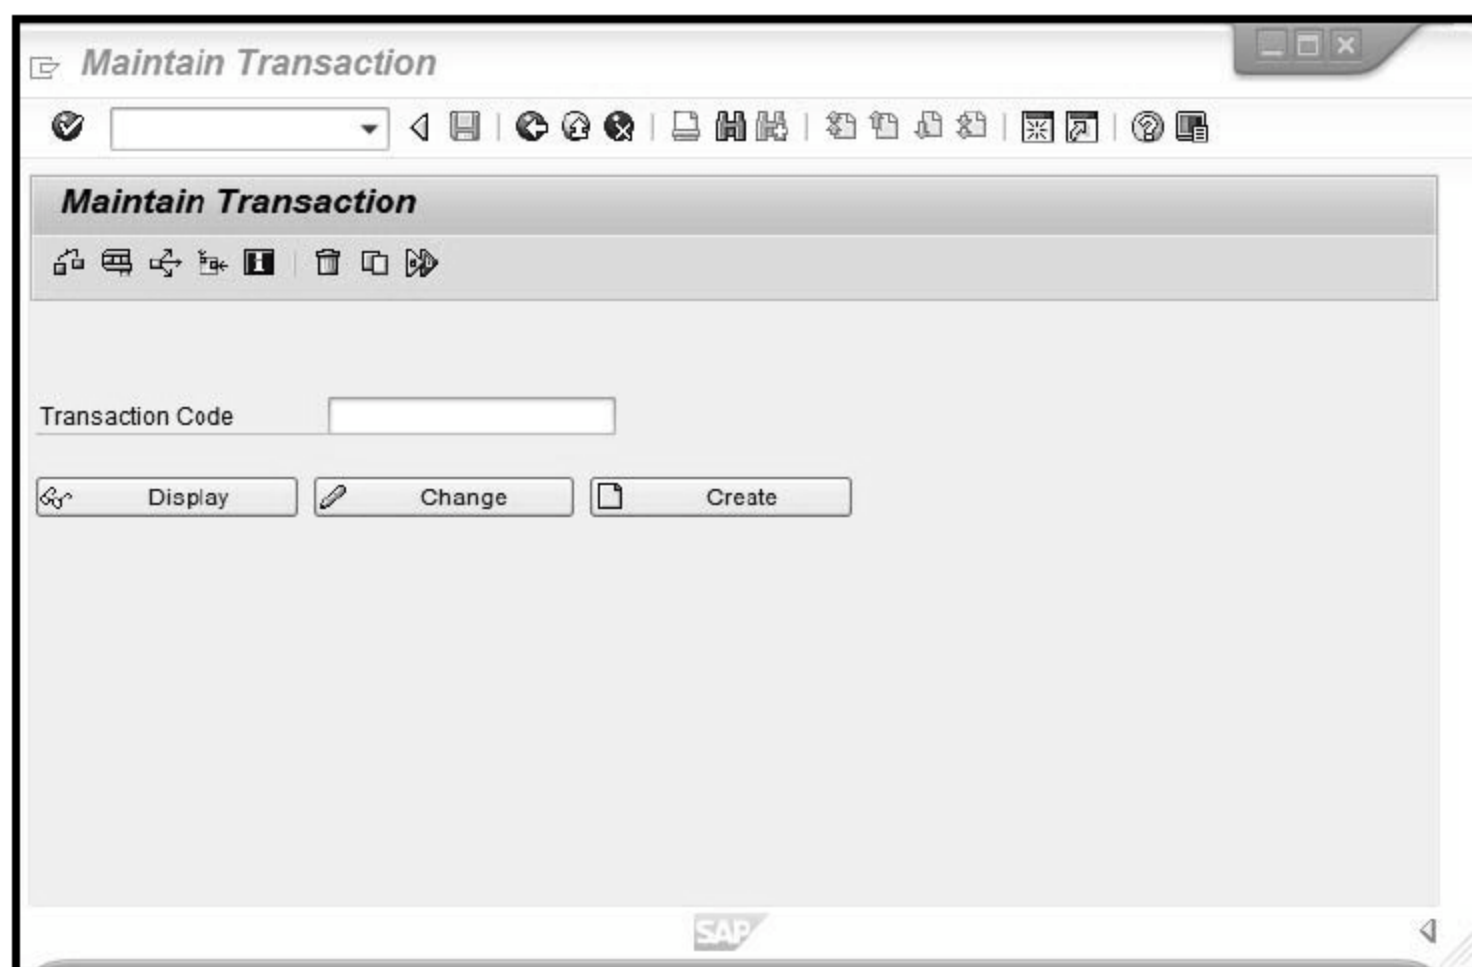 Maintain Transaction
Maintain Transaction
Transaction Code
Display
Change
Create
SAP